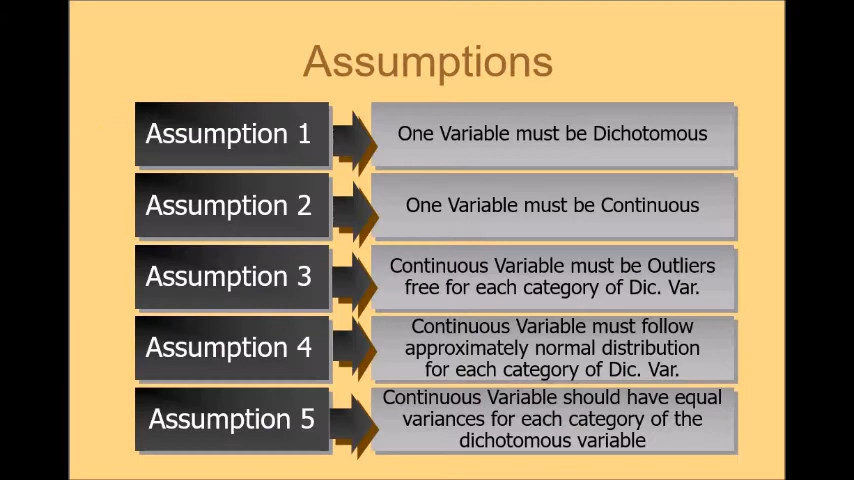 Assumptions
Assumption 1
One Variable must be Dichotomous
Assumption 2
One Variable must be Continuous
Assumption 3
Continuous Variable must be Outliers
free for each category of Dic. Var.
Assumption 4
Continuous Variable must follow
approximately normal distribution
for each category of Dic. Var.
Assumption 5
Continuous Variable should have equal
variances for each category of the
dichotomous variable